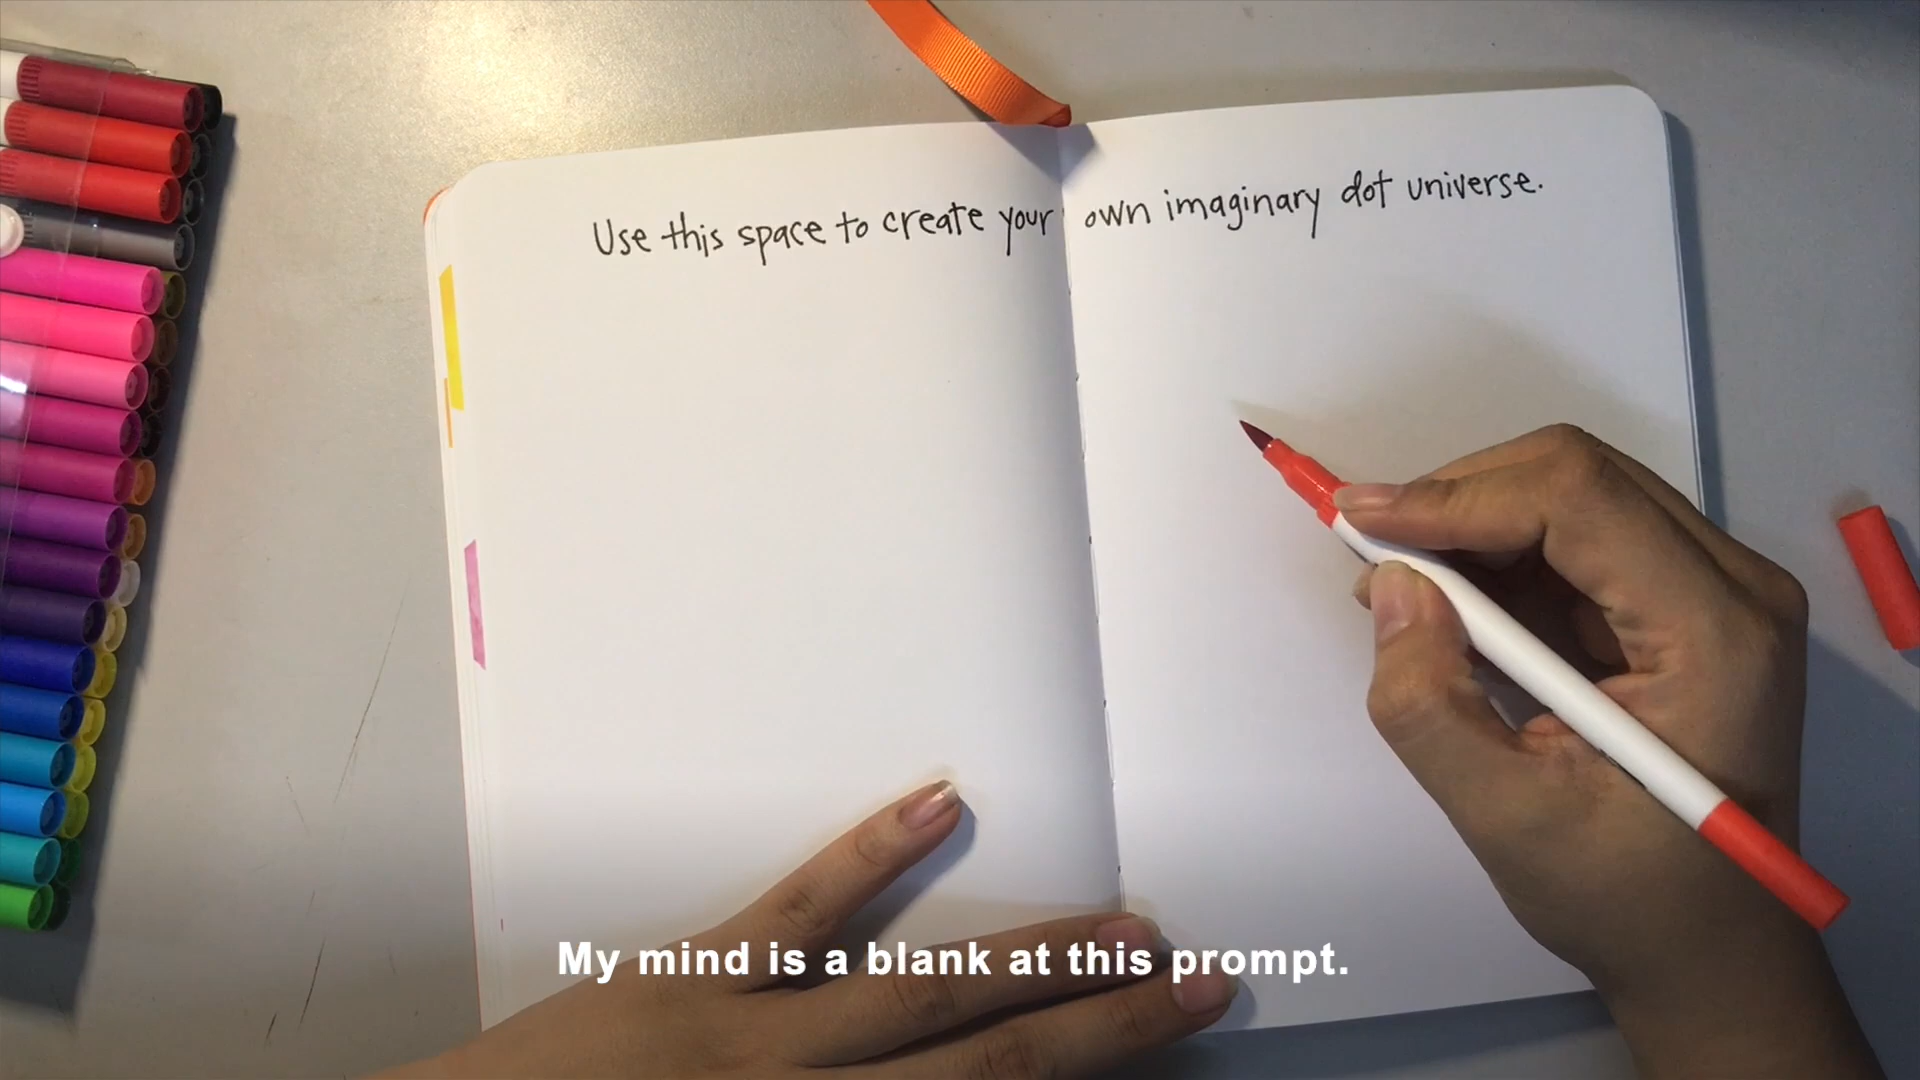 Use this space to create your own imaginary dot universe.
My mind is a blank at this prompt.